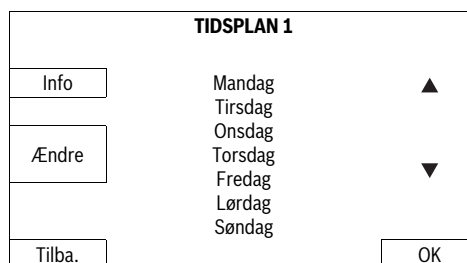 TIDSPLAN 1
Info
Mandag
Tirsdag
Onsdag
Ændre
Torsdag
Fredag
Lørdag
Søndag
Tilba.
OK